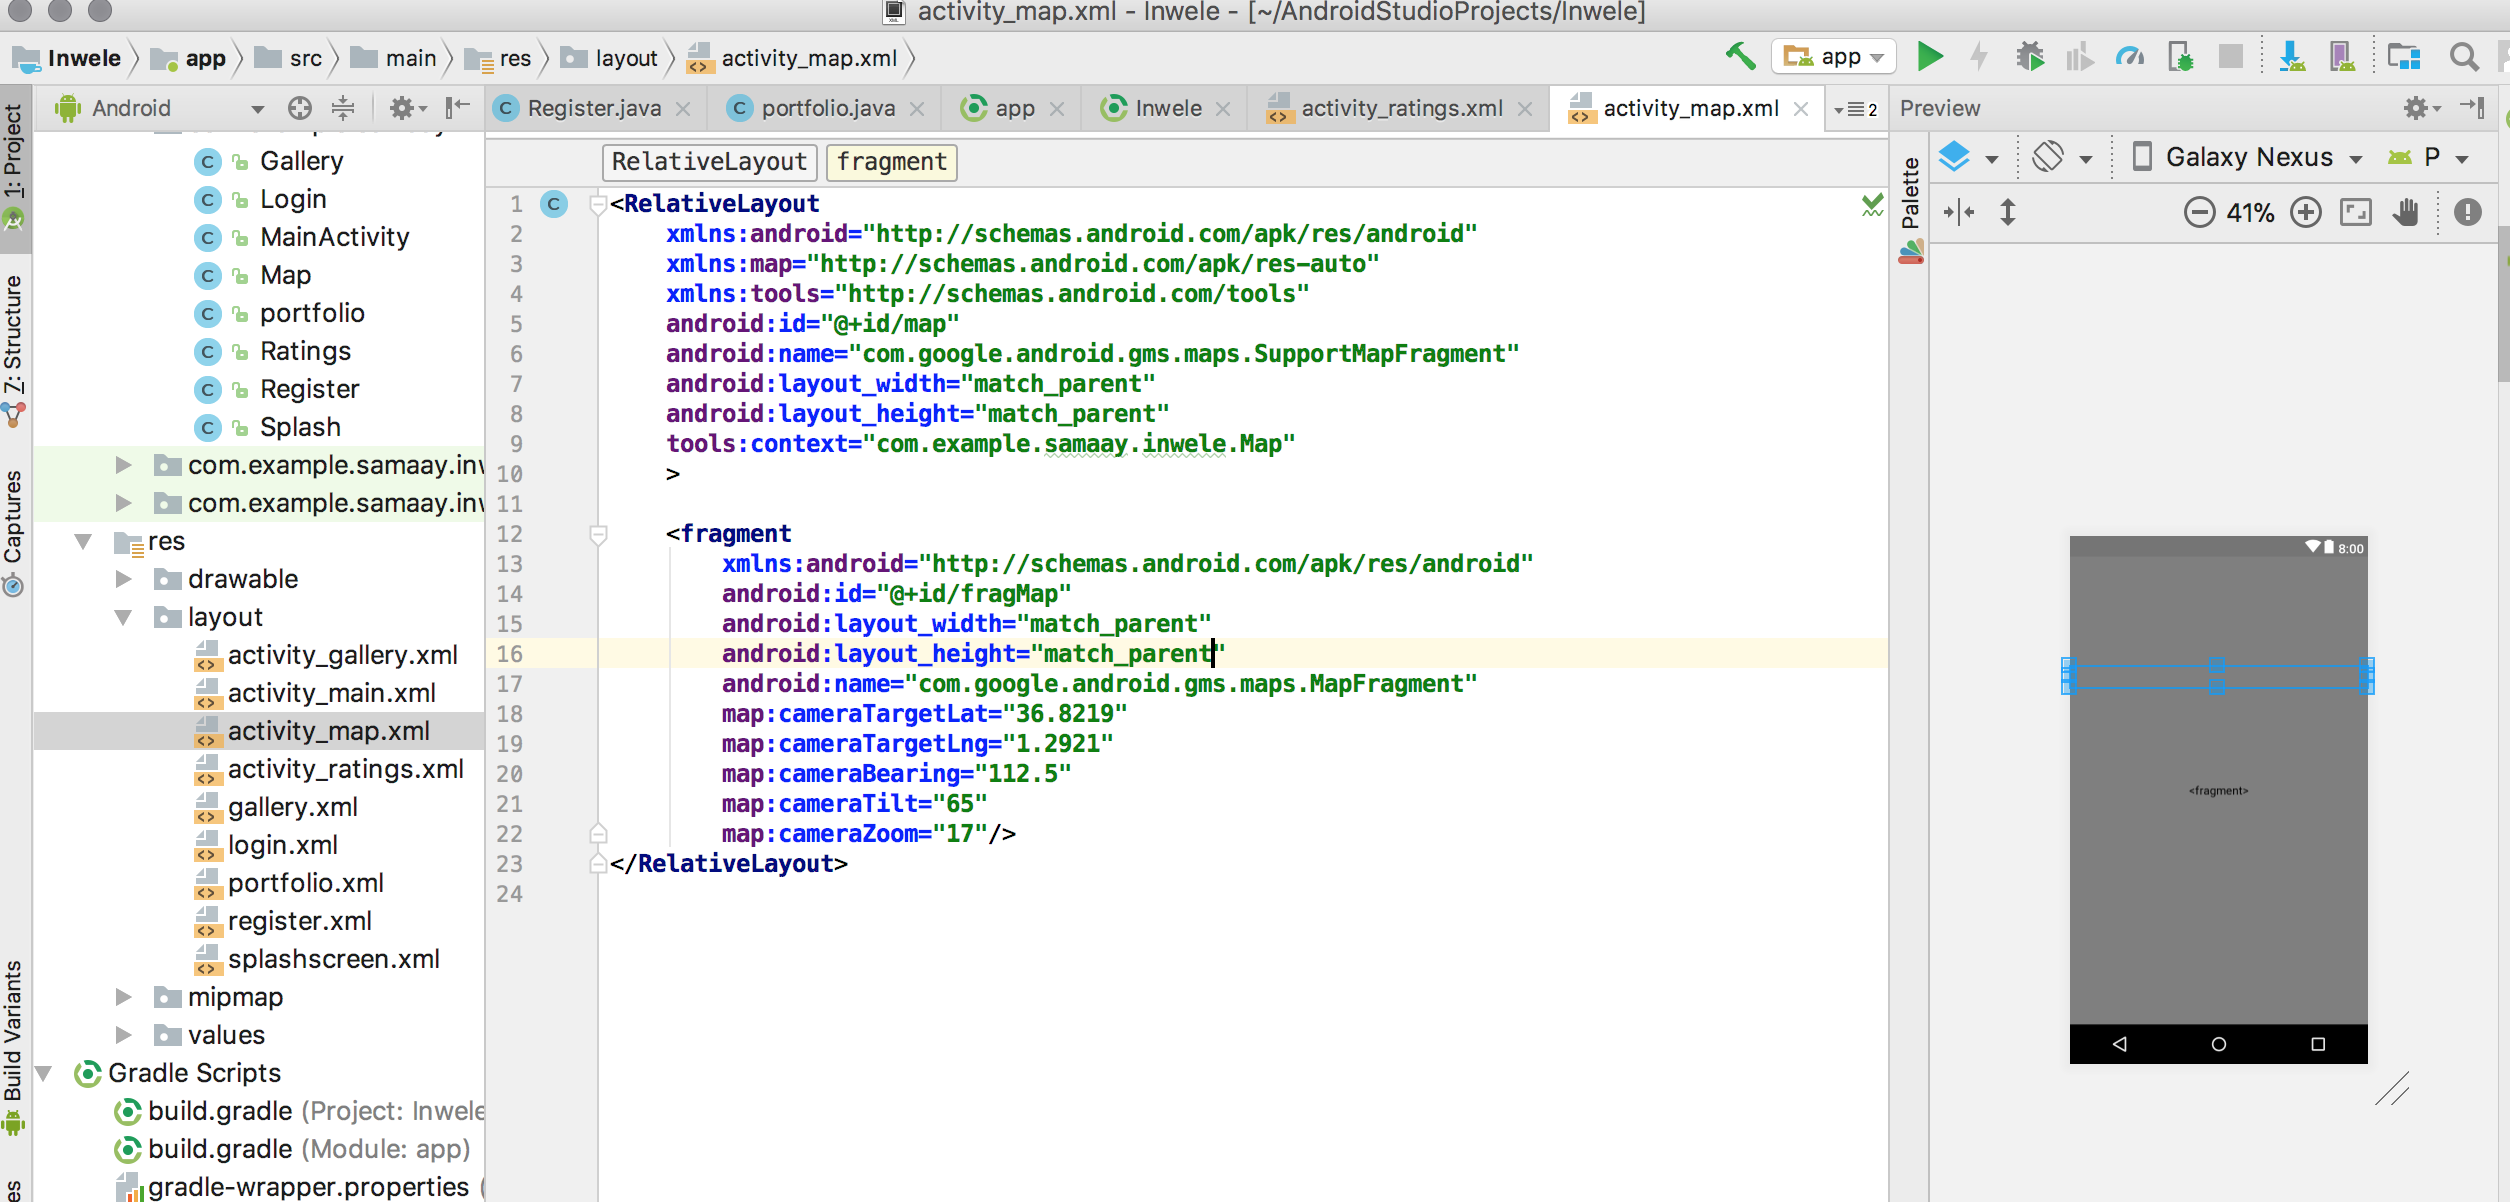 activity_map.xml - Inwele - [~/AndroidStudioProjects/Inwele]
Inwele app src main res layout activity_map.xml
app
Android
Register.java portfolio.java app Inwele activity_ratings.xml activity_map.xml 2
Preview
1: Project
7: Structure
Captures
Build Variants
Gallery
Login
MainActivity
Map
portfolio
Ratings
Register
Splash
com.example.samaay.inw
com.example.samaay.inw
res
drawable
layout
activity_gallery.xml
activity_main.xml
activity_map.xml
activity_ratings.xml
gallery.xml
login.xml
portfolio.xml
register.xml
splashscreen.xml
mipmap
values
Gradle Scripts
build.gradle (Project: Inwele
build.gradle (Module: app)
gradle-wrapper.properties (
RelativeLayout fragment
1 <RelativeLayout
2 xmlns:android="http://schemas.android.com/apk/res/android"
3 xmlns:map="http://schemas.android.com/apk/res-auto"
4 xmlns:tools="http://schemas.android.com/tools"
5 android:id="@+id/map"
6 android:name="com.google.android.gms.maps.SupportMapFragment"
7 android:layout_width="match_parent"
8 android:layout_height="match_parent"
9 tools:context="com.example.samaay.inwele.Map"
10 >
11
12 <fragment
13 xmlns:android="http://schemas.android.com/apk/res/android"
14 android:id="@+id/fragMap"
15 android:layout_width="match_parent"
16 android:layout_height="match_parent"
17 android:name="com.google.android.gms.maps.MapFragment"
18 map:cameraTargetLat="36.8219"
19 map:cameraTargetLng="1.2921"
20 map:cameraBearing="112.5"
21 map:cameraTilt="65"
22 map:cameraZoom="17"/>
23 </RelativeLayout>
24
Palette
Galaxy Nexus P
41%
8:00
<fragment>